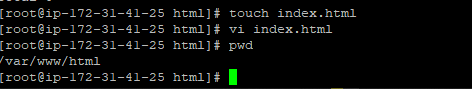 [root@ip-172-31-41-25 html]# touch index.html
[root@ip-172-31-41-25 html]# vi index.html
[root@ip-172-31-41-25 html]# pwd
/var/www/html
[root@ip-172-31-41-25 html]#